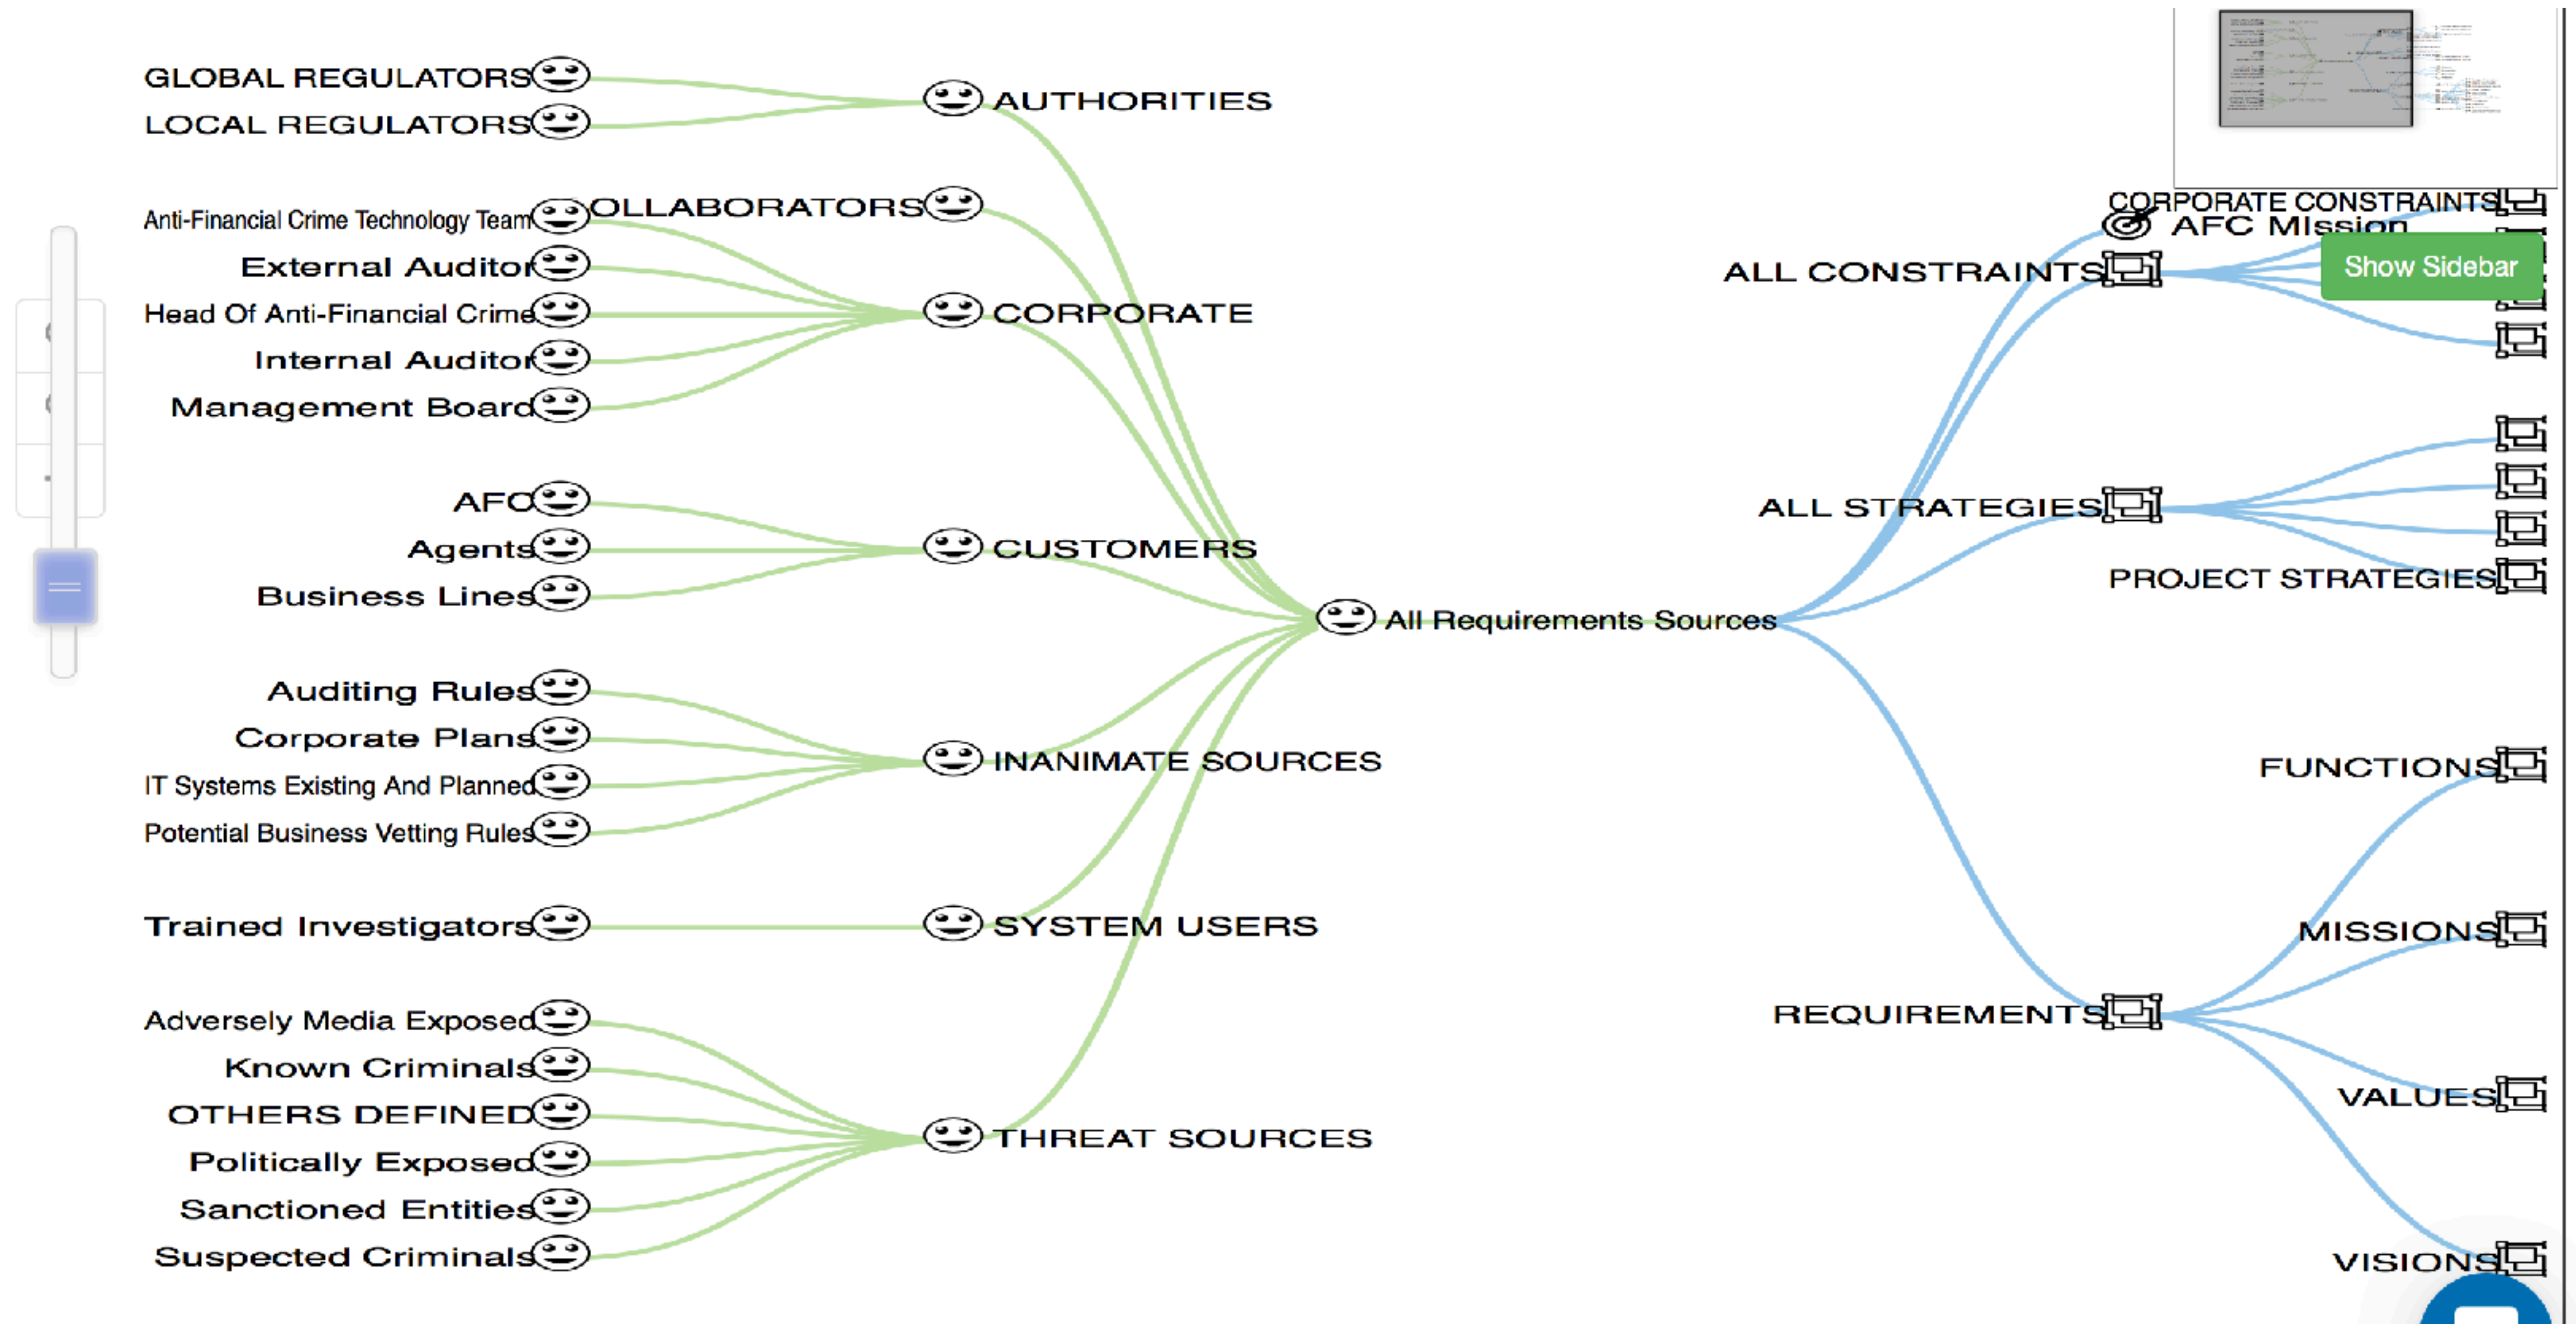 GLOBAL REGULATORS
LOCAL REGULATORS
AUTHORITIES
Anti-Financial Crime Technology Team
OLLABORATORS
External Auditor
Head Of Anti-Financial Crime
Internal Auditor
Management Board
CORPORATE
AFC
Agents
Business Lines
CUSTOMERS
Auditing Rules
Corporate Plans
IT Systems Existing And Planned
Potential Business Vetting Rules
INANIMATE SOURCES
Trained Investigators
SYSTEM USERS
Adversely Media Exposed
Known Criminals
OTHERS DEFINED
Politically Exposed
Sanctioned Entities
Suspected Criminals
THREAT SOURCES
All Requirements Sources
CORPORATE CONSTRAINTS
AFC MIssion
ALL CONSTRAINTS
Show Sidebar
ALL STRATEGIES
PROJECT STRATEGIES
FUNCTIONS
MISSIONS
REQUIREMENTS
VALUES
VISIONS